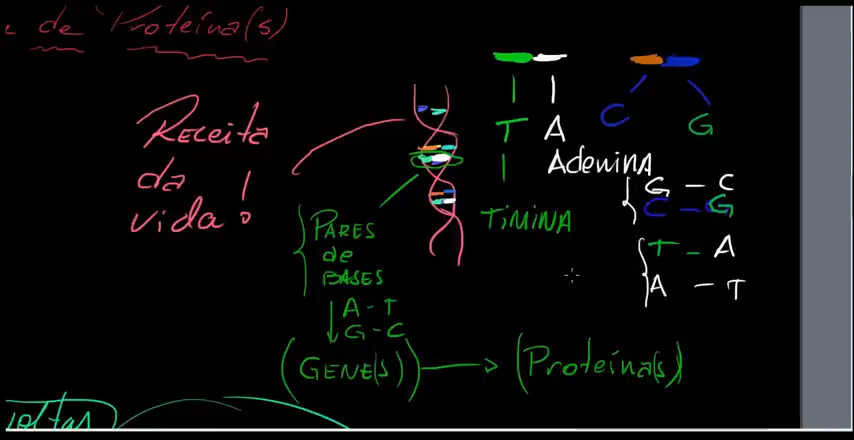 de Proteína(s)
Receita
da
vida!
T A
Adenina
Timina
C G
G - C
C - G
T - A
A - T
Pares
de
Bases
A - T
G - C
(Gene(s)) → (Proteína(s))